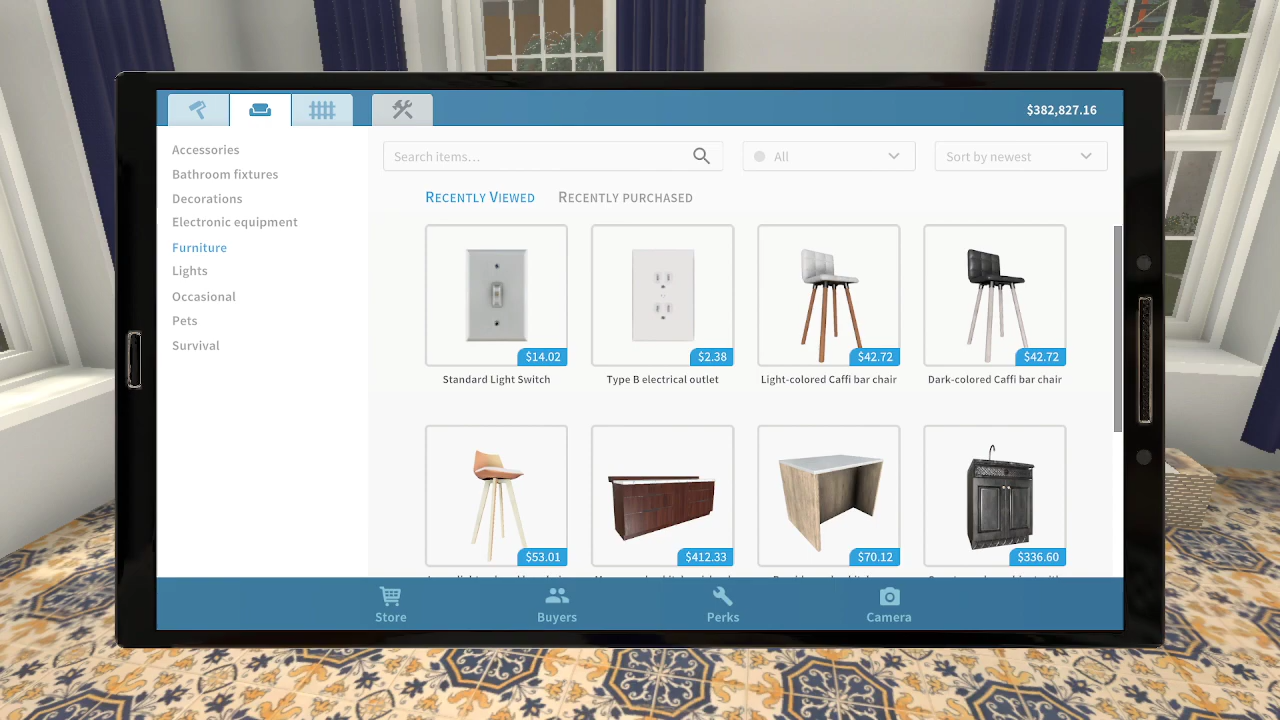 $382,827.16
Accessories
Bathroom fixtures
Decorations
Electronic equipment
Furniture
Lights
Occasional
Pets
Survival
Search items...
All
Sort by newest
Recently Viewed
Recently purchased
$14.02
$2.38
$42.72
$42.72
Standard Light Switch
Type B electrical outlet
Light-colored Caffi bar chair
Dark-colored Caffi bar chair
$53.01
$412.33
$70.12
$336.60
Store
Buyers
Perks
Camera